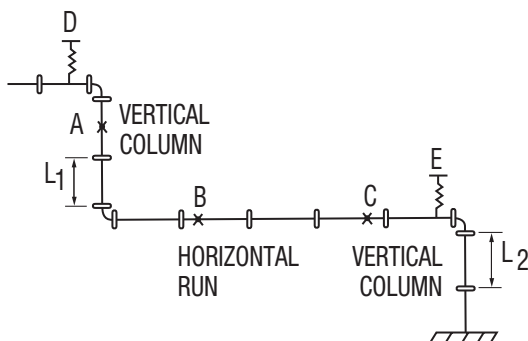 D
A
VERTICAL
COLUMN
L1
E
B
C
HORIZONTAL
RUN
VERTICAL
COLUMN
L2